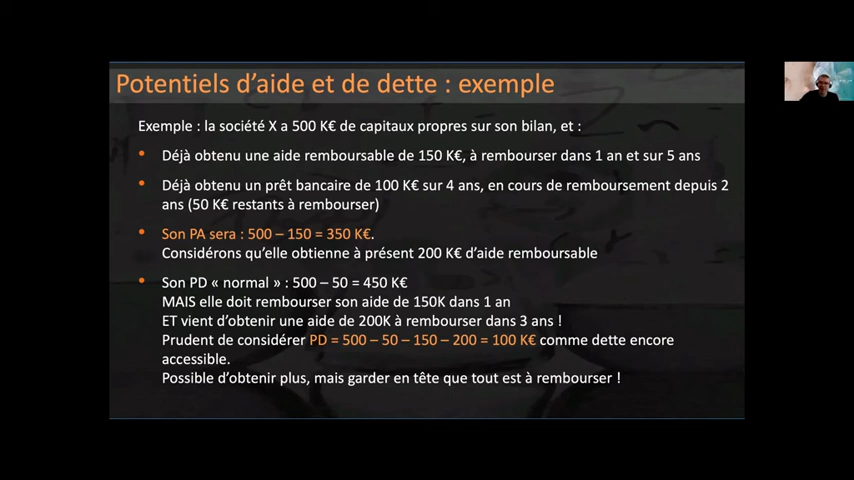 Potentiels d'aide et de dette : exemple
Exemple : la société X a 500 K€ de capitaux propres sur son bilan, et :
• Déjà obtenu une aide remboursable de 150 K€, à rembourser dans 1 an et sur 5 ans
• Déjà obtenu un prêt bancaire de 100 K€ sur 4 ans, en cours de remboursement depuis 2
ans (50 K€ restants à rembourser)
• Son PA sera : 500 – 150 = 350 K€.
Considérons qu'elle obtienne à présent 200 K€ d'aide remboursable
• Son PD « normal » : 500 – 50 = 450 K€
MAIS elle doit rembourser son aide de 150K dans 1 an
ET vient d'obtenir une aide de 200K à rembourser dans 3 ans !
Prudent de considérer PD = 500 – 50 – 150 – 200 = 100 K€ comme dette encore
accessible.
Possible d'obtenir plus, mais garder en tête que tout est à rembourser !